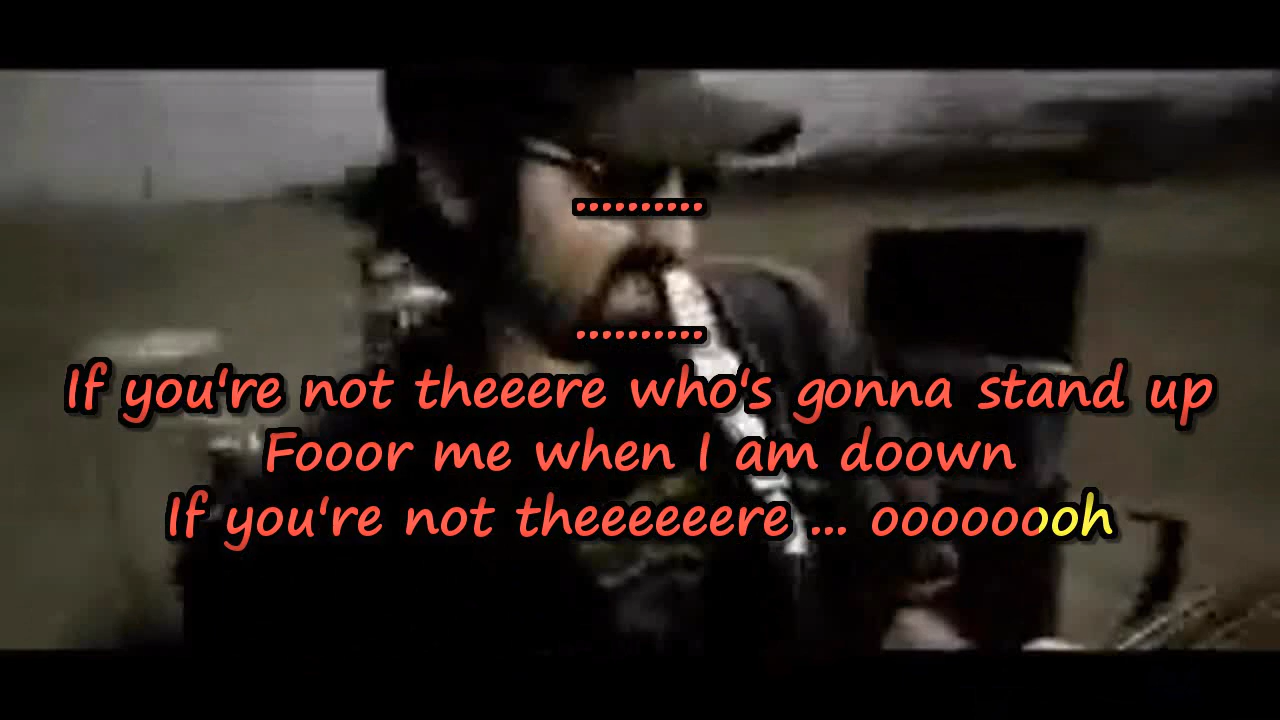 ..........
..........
If you're not theeere who's gonna stand up
Fooor me when I am doown
If you're not theeeeeere ... oooooooh